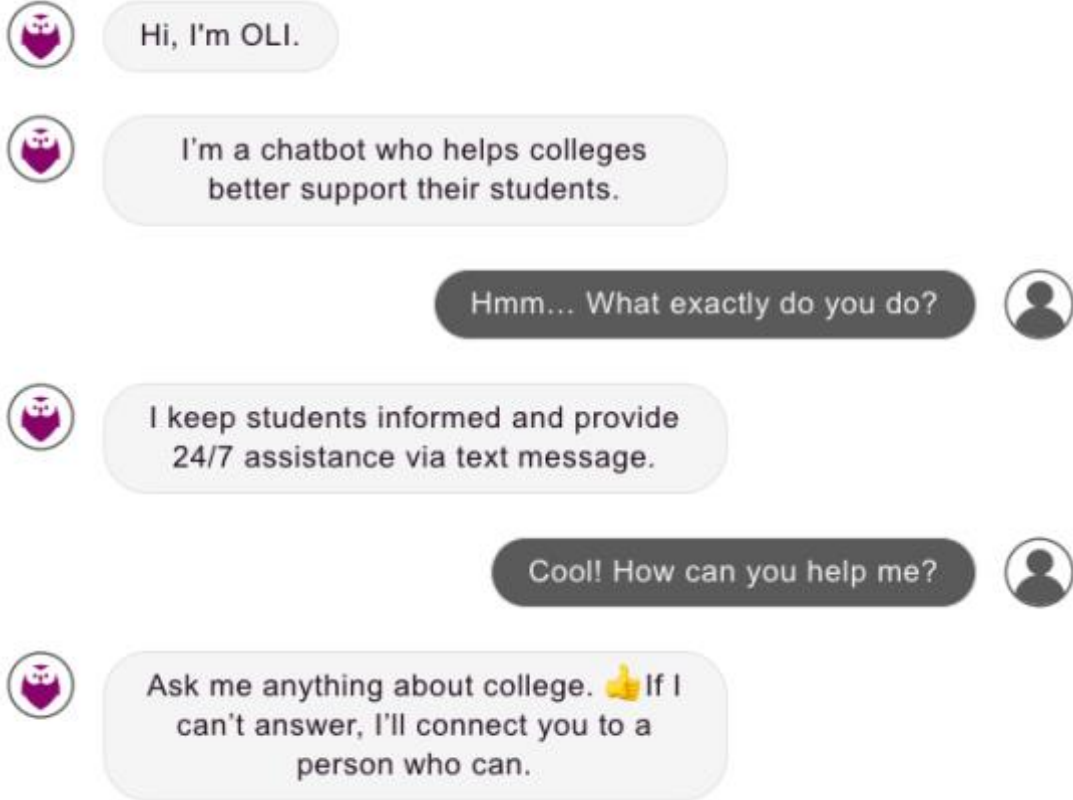 Hi, I'm OLI.
I’m a chatbot who helps colleges
better support their students.
Hmm... What exactly do you do?
I keep students informed and provide
24/7 assistance via text message.
Cool! How can you help me?
Ask me anything about college. 👍If I
can’t answer, I’ll connect you to a
person who can.